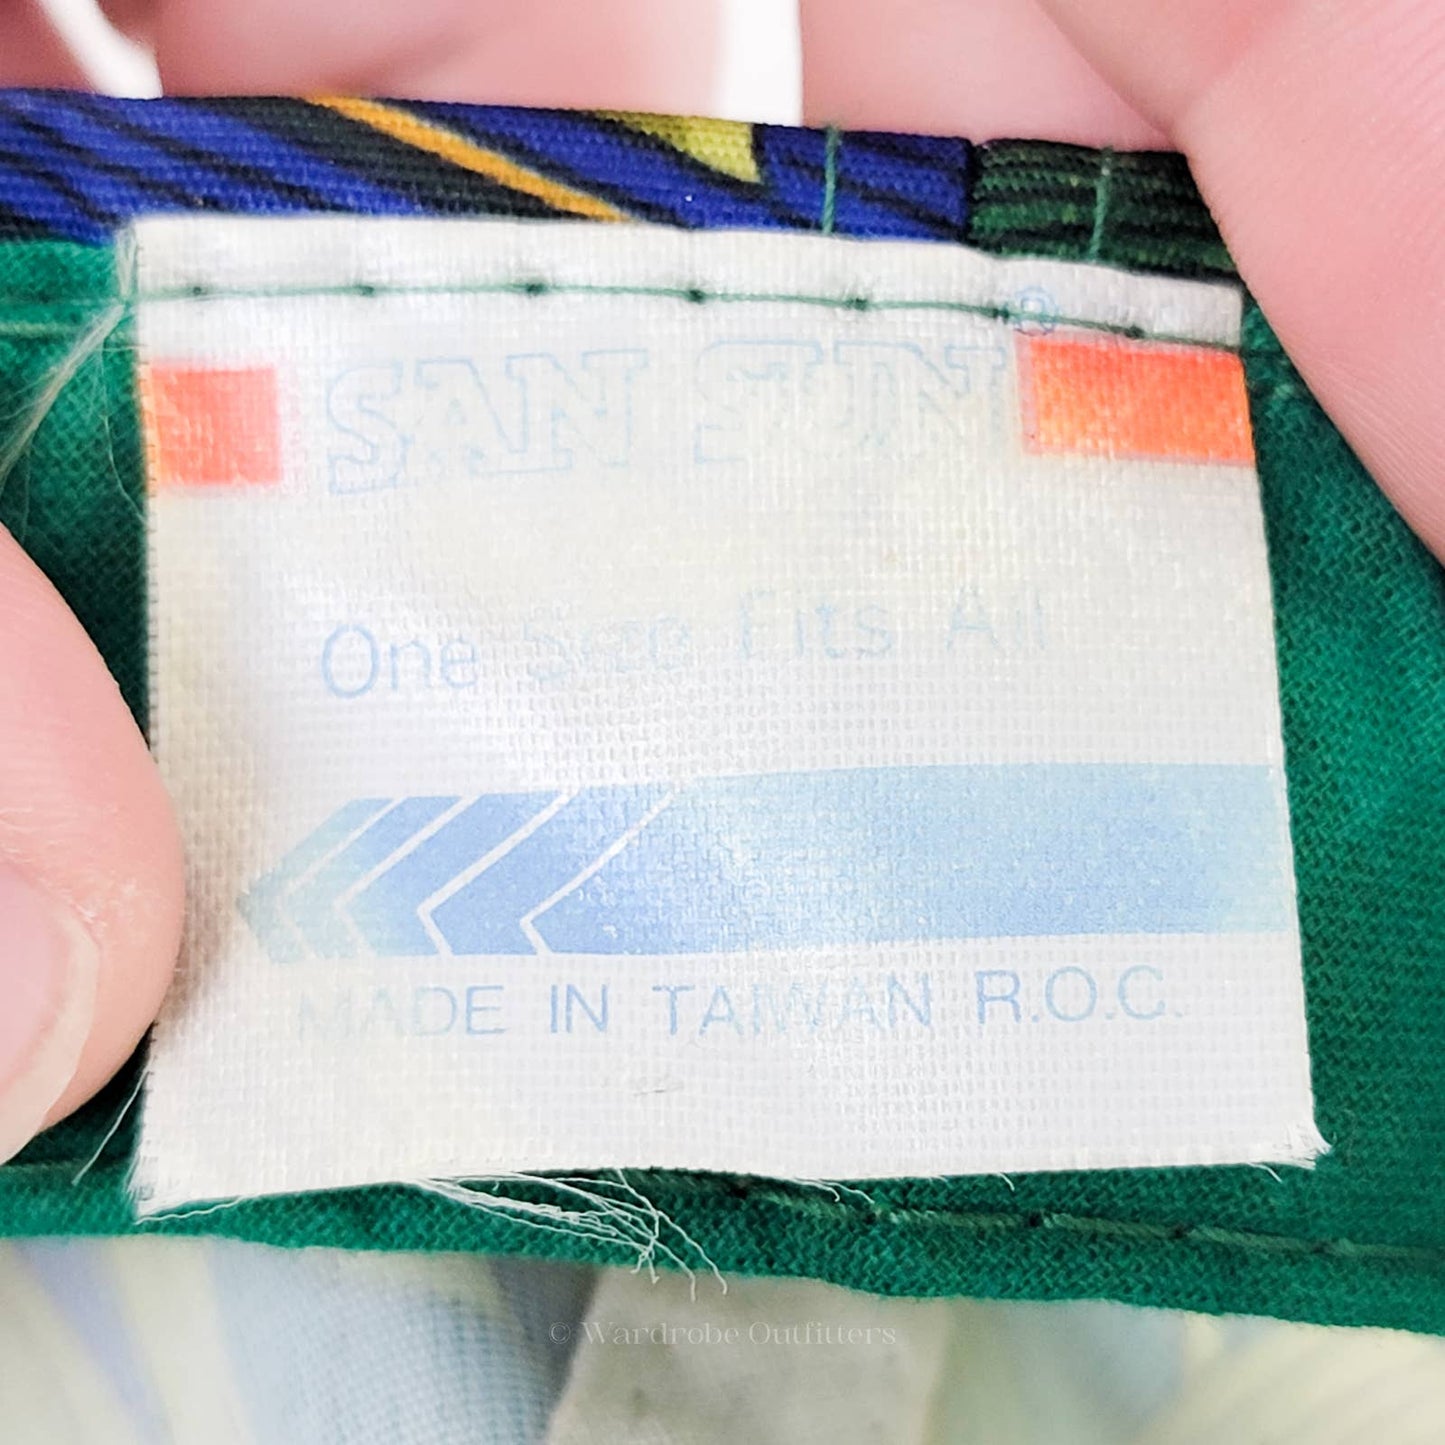 SAN SUN ®
One Size Fits All
MADE IN TAIWAN R.O.C.
© Wardrobe Outfitters